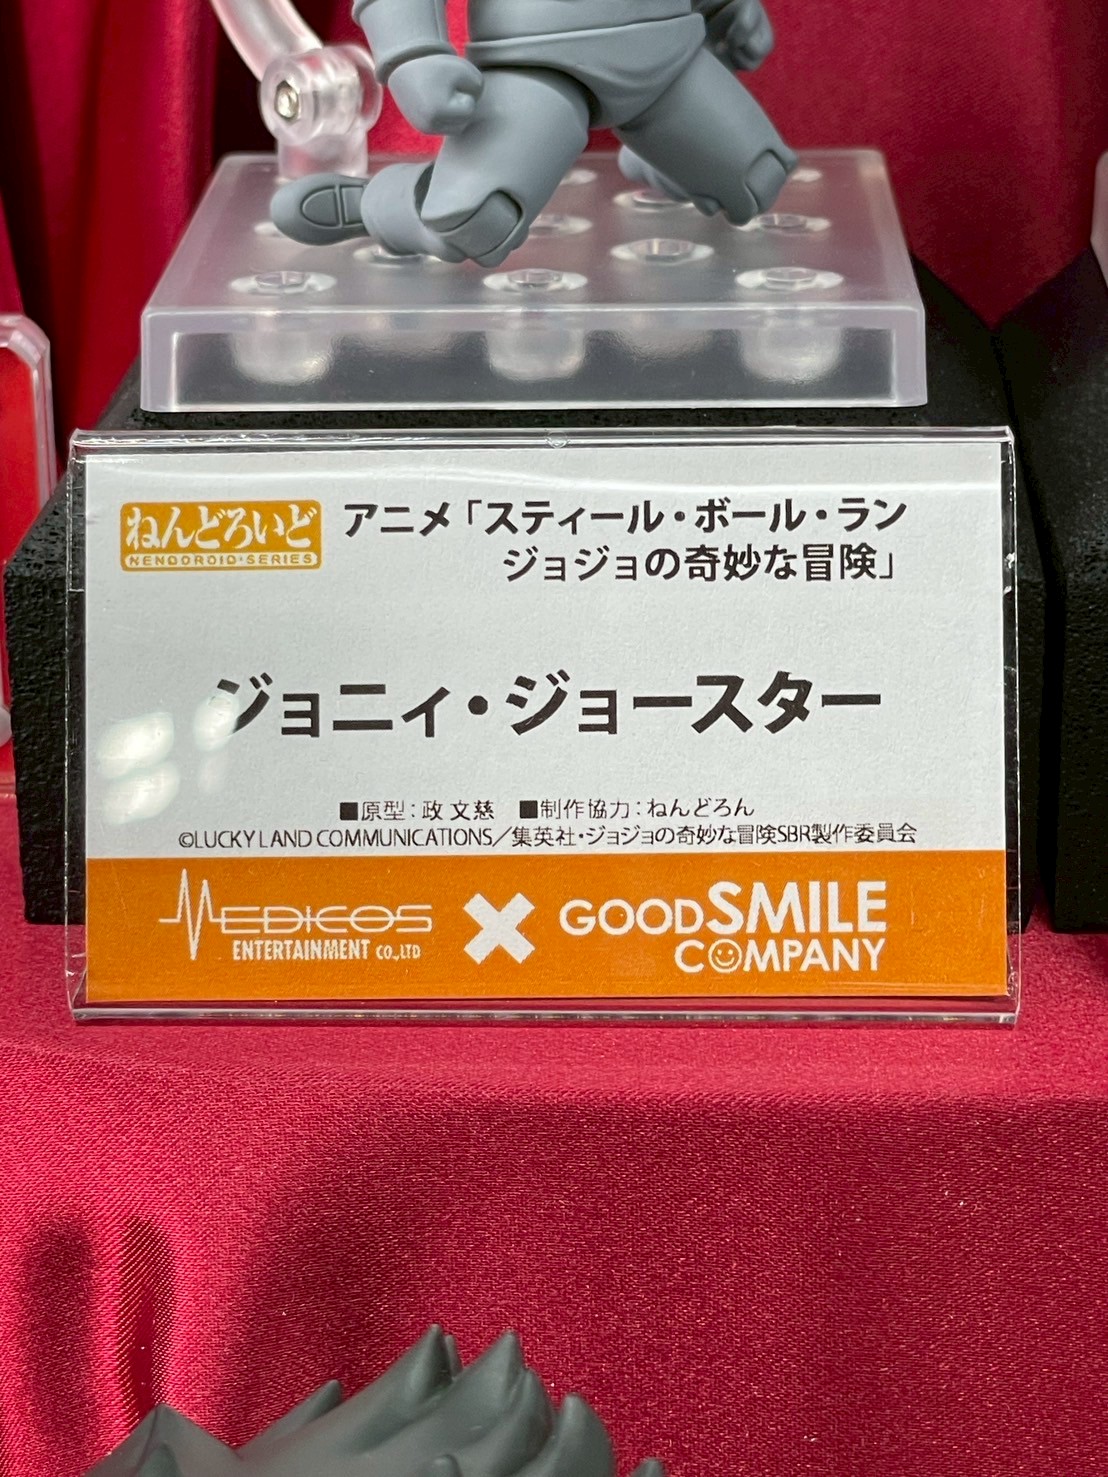 ねんどろいど
NENDOROID SERIES
アニメ「スティール・ボール・ラン
ジョジョの奇妙な冒険」
ジョニィ・ジョースター
■原型：政 文慈　■制作協力：ねんどろん
©LUCKY LAND COMMUNICATIONS／集英社・ジョジョの奇妙な冒険SBR製作委員会
MEDICOS
ENTERTAINMENT CO.,LTD
×
GOOD SMILE
COMPANY